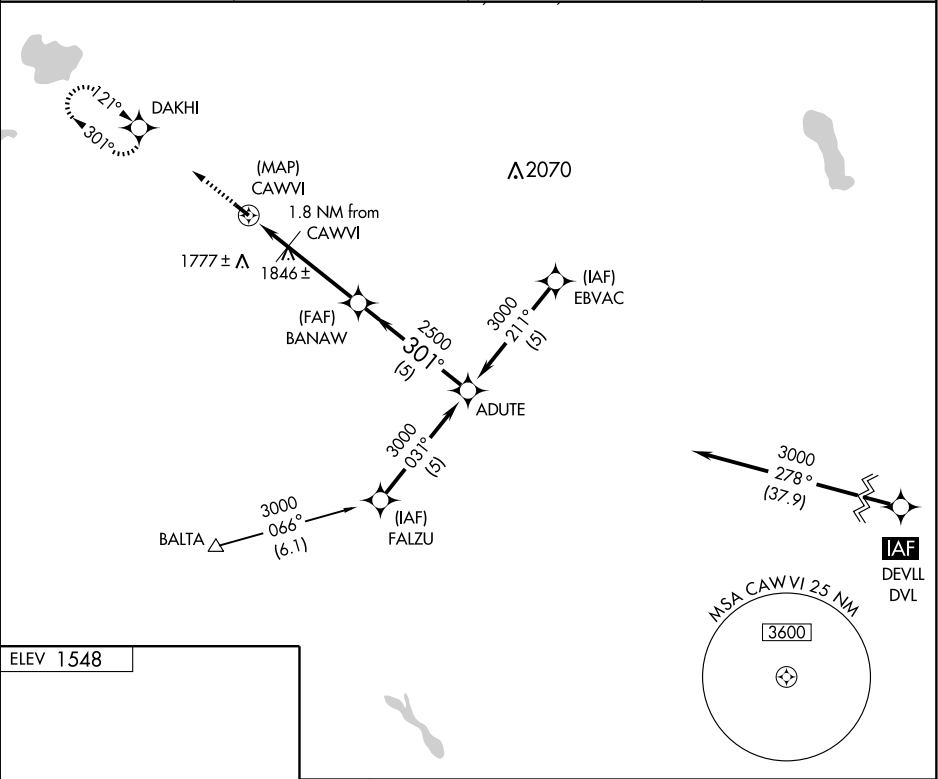 121°
DAKHI
301°
(MAP)
CAWVI
2070
1.8 NM from
CAWVI
1777 ±
1846 ±
(IAF)
EBVAC
(FAF)
BANAW
3000
211°
(5)
2500
301°
(5)
ADUTE
3000
031°
(5)
3000
278°
(37.9)
3000
066°
(6.1)
BALTA
(IAF)
FALZU
IAF
DEVLL
DVL
MSA CAWVI 25 NM
3600
ELEV 1548